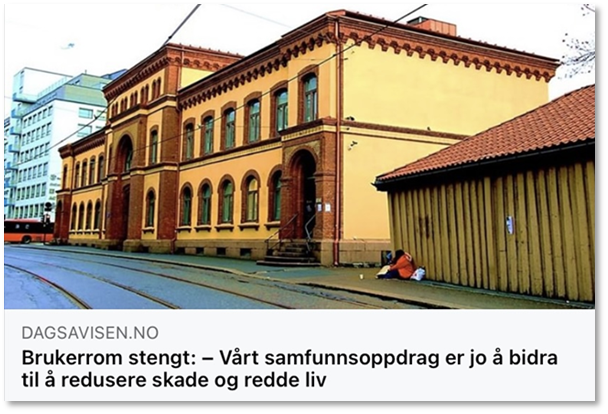 DAGSAVISEN.NO
Brukerrom stengt: – Vårt samfunnsoppdrag er jo å bidra
til å redusere skade og redde liv